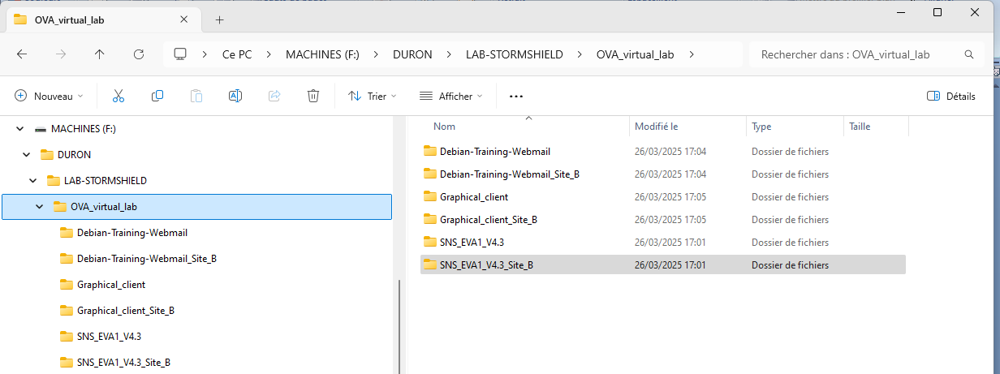 OVA_virtual_lab
Ce PC > MACHINES (F:) > DURON > LAB-STORMSHIELD > OVA_virtual_lab >
Rechercher dans : OVA_virtual_lab
Nouveau
Trier
Afficher
Détails
MACHINES (F:)
DURON
LAB-STORMSHIELD
OVA_virtual_lab
Debian-Training-Webmail
Debian-Training-Webmail_Site_B
Graphical_client
Graphical_client_Site_B
SNS_EVA1_V4.3
SNS_EVA1_V4.3_Site_B
Nom Modifié le Type Taille
Debian-Training-Webmail 26/03/2025 17:04 Dossier de fichiers
Debian-Training-Webmail_Site_B 26/03/2025 17:04 Dossier de fichiers
Graphical_client 26/03/2025 17:05 Dossier de fichiers
Graphical_client_Site_B 26/03/2025 17:05 Dossier de fichiers
SNS_EVA1_V4.3 26/03/2025 17:01 Dossier de fichiers
SNS_EVA1_V4.3_Site_B 26/03/2025 17:01 Dossier de fichiers